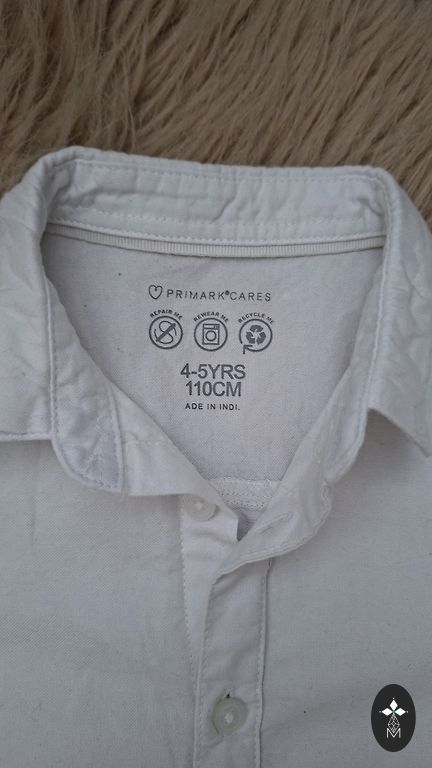 PRIMARK®CARES
REPAIR ME REWEAR ME RECYCLE ME
4-5YRS
110CM
ADE IN INDI.
M